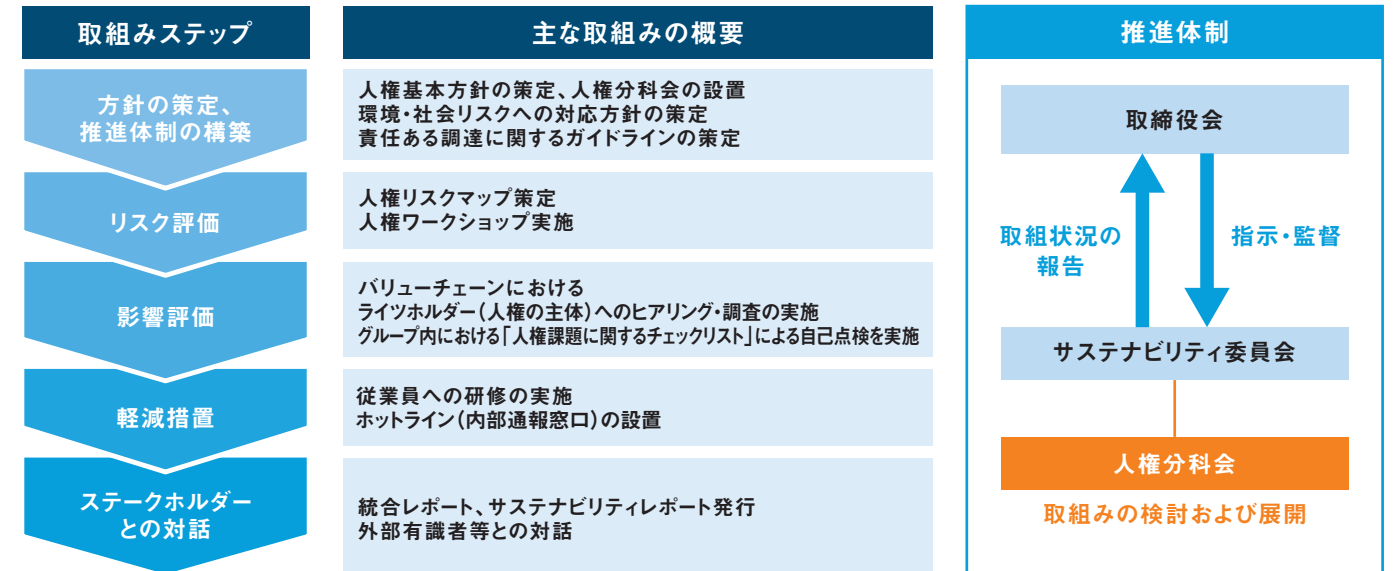 取組みステップ
主な取組みの概要
方針の策定、
推進体制の構築
人権基本方針の策定、人権分科会の設置
環境・社会リスクへの対応方針の策定
責任ある調達に関するガイドラインの策定
リスク評価
人権リスクマップ策定
人権ワークショップ実施
影響評価
バリューチェーンにおける
ライツホルダー（人権の主体）へのヒアリング・調査の実施
グループ内における「人権課題に関するチェックリスト」による自己点検を実施
軽減措置
従業員への研修の実施
ホットライン（内部通報窓口）の設置
ステークホルダー
との対話
統合レポート、サステナビリティレポート発行
外部有識者等との対話
推進体制
取締役会
取組状況の
報告
指示・監督
サステナビリティ委員会
人権分科会
取組みの検討および展開